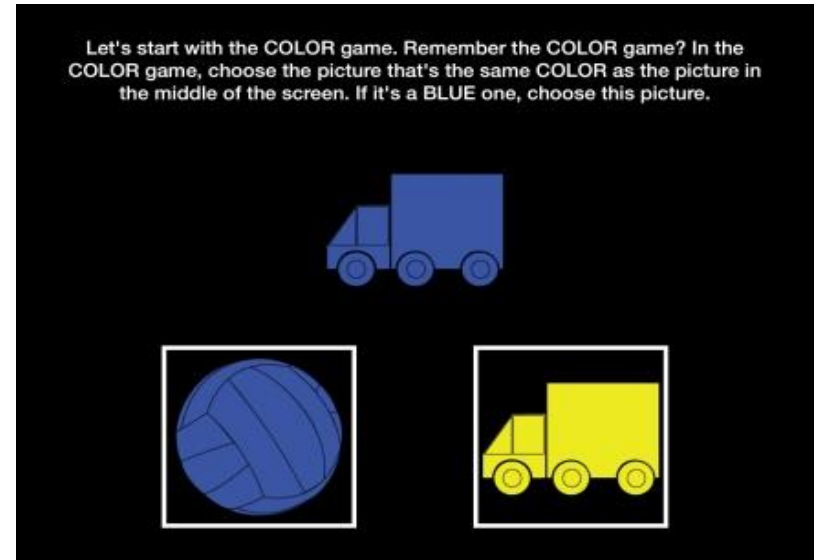 Let's start with the COLOR game. Remember the COLOR game? In the
COLOR game, choose the picture that's the same COLOR as the picture in
the middle of the screen. If it's a BLUE one, choose this picture.